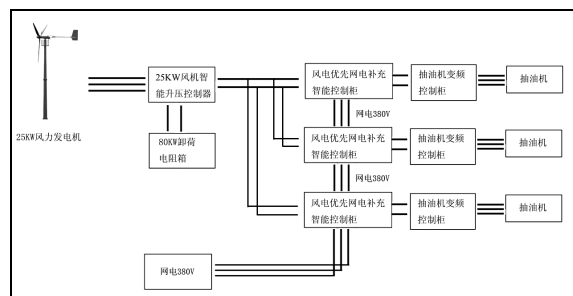 25KW风力发电机
25KW风机智
能升压控制器
80KW卸荷
电阻箱
风电优先网电补充
智能控制柜
抽油机变频
控制柜
抽油机
网电380V
风电优先网电补充
智能控制柜
抽油机变频
控制柜
抽油机
网电380V
风电优先网电补充
智能控制柜
抽油机变频
控制柜
抽油机
网电380V